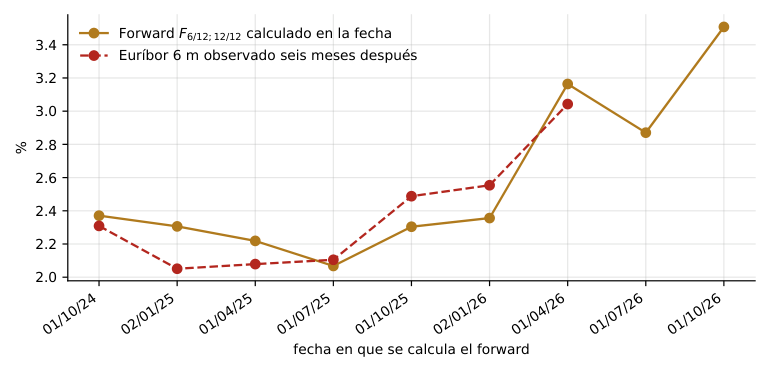 Forward F6/12; 12/12 calculado en la fecha
Euríbor 6 m observado seis meses después
%
3.4
3.2
3.0
2.8
2.6
2.4
2.2
2.0
01/10/24 02/01/25 01/04/25 01/07/25 01/10/25 02/01/26 01/04/26 01/07/26 01/10/26
fecha en que se calcula el forward